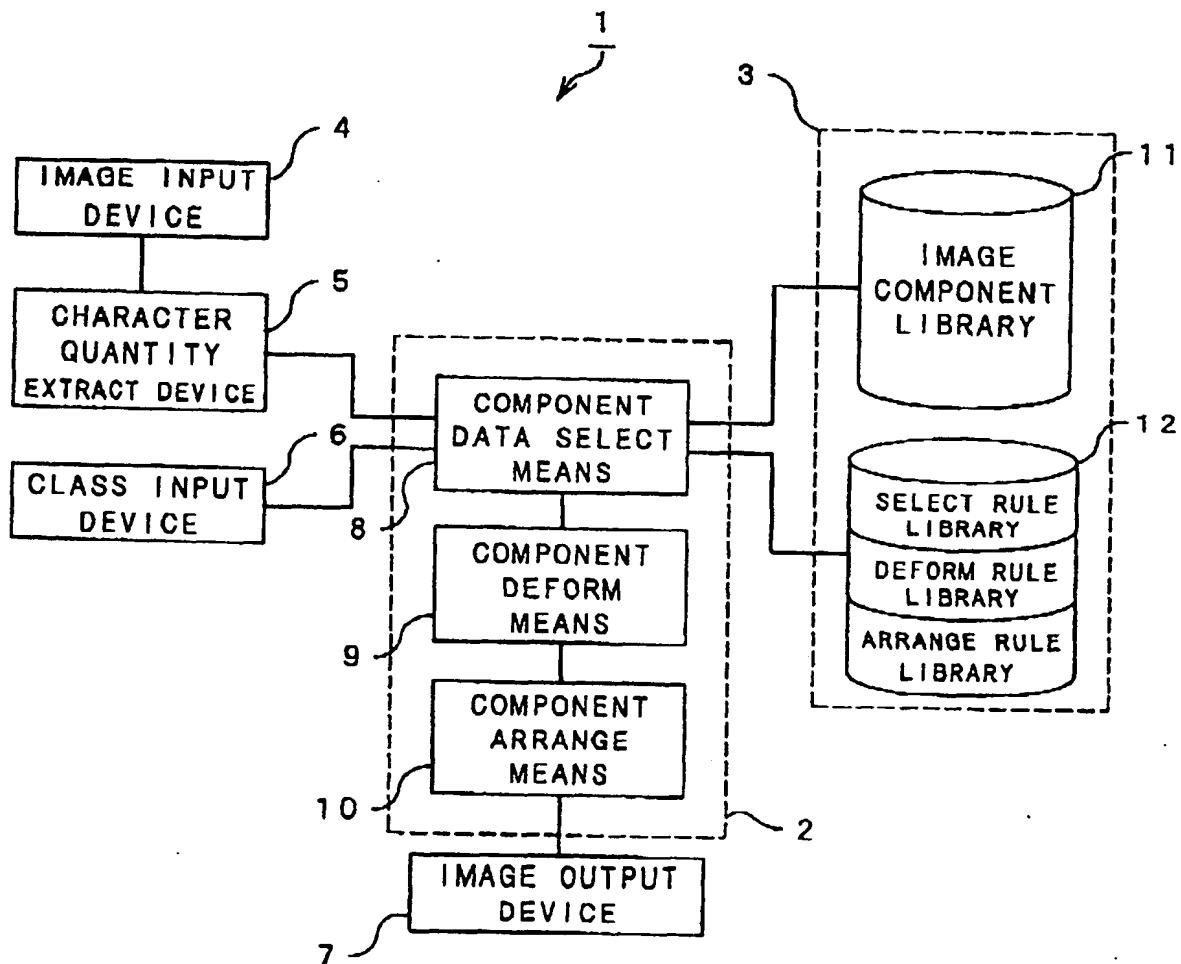 1
3
4
IMAGE INPUT
DEVICE
11
IMAGE
COMPONENT
LIBRARY
5
CHARACTER
QUANTITY
EXTRACT DEVICE
COMPONENT
DATA SELECT
MEANS
8
6
CLASS INPUT
DEVICE
12
SELECT RULE
LIBRARY
DEFORM RULE
LIBRARY
ARRANGE RULE
LIBRARY
COMPONENT
DEFORM
MEANS
9
COMPONENT
ARRANGE
MEANS
10
2
IMAGE OUTPUT
DEVICE
7